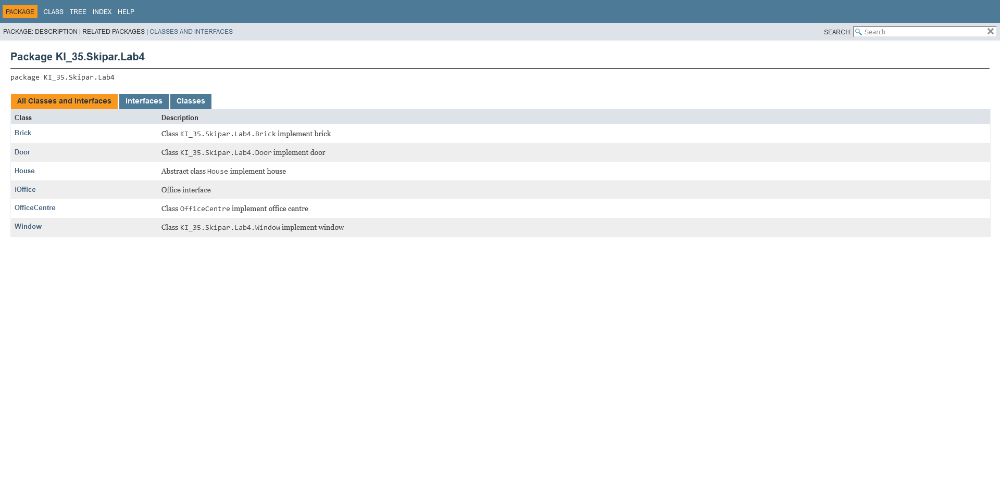 PACKAGE CLASS TREE INDEX HELP
PACKAGE: DESCRIPTION | RELATED PACKAGES | CLASSES AND INTERFACES SEARCH: Search
Package KI_35.Skipar.Lab4
package KI_35.Skipar.Lab4
All Classes and Interfaces Interfaces Classes
Class Description
Brick Class KI_35.Skipar.Lab4.Brick implement brick
Door Class KI_35.Skipar.Lab4.Door implement door
House Abstract class House implement house
iOffice Office interface
OfficeCentre Class OfficeCentre implement office centre
Window Class KI_35.Skipar.Lab4.Window implement window